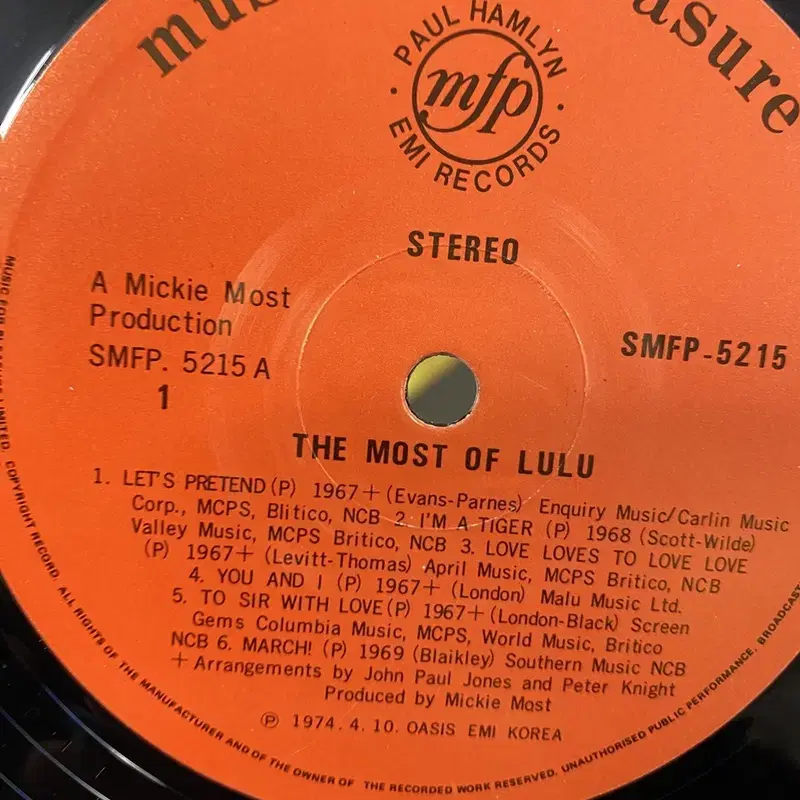 PAUL HAMLYN
mfp
EMI RECORDS
STEREO
A Mickie Most
Production
SMFP. 5215 A
1
SMFP-5215
THE MOST OF LULU
1. LET'S PRETEND (P) 1967+ (Evans-Parnes) Enquiry Music/Carlin Music
Corp., MCPS, Blitico, NCB 2. I'M A TIGER (P) 1968 (Scott-Wilde)
Valley Music, MCPS Britico, NCB 3. LOVE LOVES TO LOVE LOVE
(P) 1967+ (Levitt-Thomas) April Music, MCPS Britico, NCB
4. YOU AND I (P) 1967+ (London) Malu Music Ltd.
5. TO SIR WITH LOVE (P) 1967+ (London-Black) Screen
Gems Columbia Music, MCPS, World Music, Britico
NCB 6. MARCH! (P) 1969 (Blaikley) Southern Music NCB
+ Arrangements by John Paul Jones and Peter Knight
Produced by Mickie Most
Ⓟ 1974. 4. 10. OASIS EMI KOREA
LIMITED. COPYRIGHT RECORD. ALL RIGHTS OF THE MANUFACTURER AND OF THE OWNER OF THE RECORDED WORK RESERVED. UNAUTHORISED PUBLIC PERFORMANCE, BROADCAST